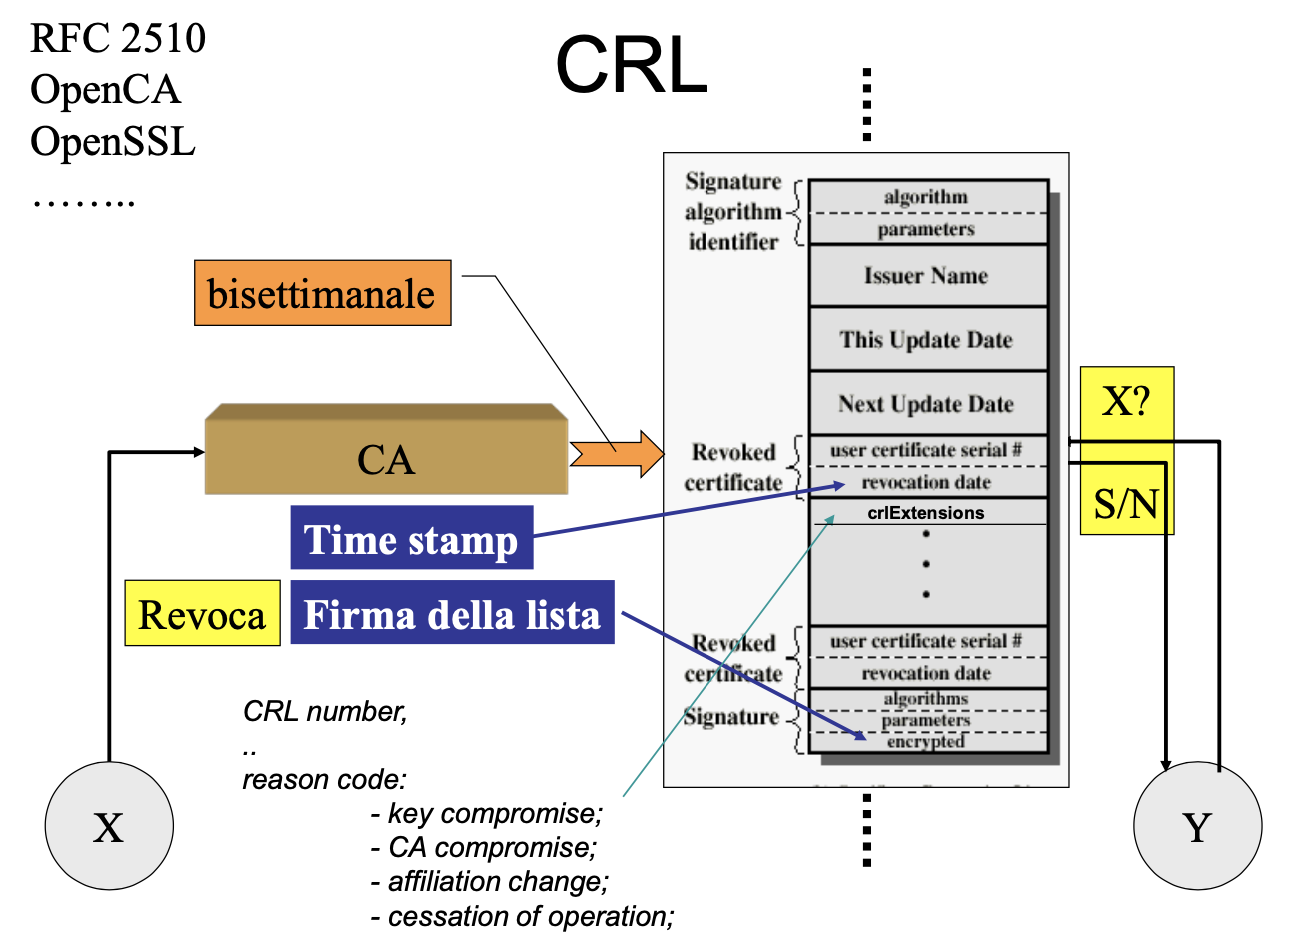 RFC 2510
OpenCA
OpenSSL
……..
CRL
bisettimanale
CA
Time stamp
Revoca
Firma della lista
CRL number,
..
reason code:
- key compromise;
- CA compromise;
- affiliation change;
- cessation of operation;
X
Signature
algorithm
identifier
algorithm
parameters
Issuer Name
This Update Date
Next Update Date
Revoked
certificate
user certificate serial #
revocation date
crlExtensions
Revoked
certificate
user certificate serial #
revocation date
Signature
algorithms
parameters
encrypted
X?
S/N
Y